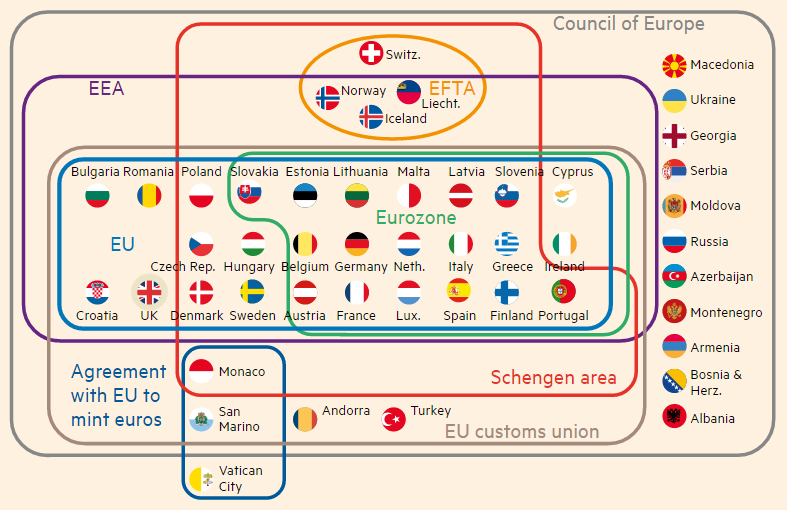 Council of Europe
Switz.
Macedonia
EEA
Norway
EFTA
Liecht.
Iceland
Ukraine
Georgia
Bulgaria Romania Poland Slovakia Estonia Lithuania Malta Latvia Slovenia Cyprus
Serbia
Moldova
Eurozone
EU
Russia
Czech Rep. Hungary Belgium Germany Neth. Italy Greece Ireland
Azerbaijan
Croatia UK Denmark Sweden Austria France Lux. Spain Finland Portugal
Montenegro
Armenia
Agreement
with EU to
mint euros
Monaco
Schengen area
Bosnia &
Herz.
San
Marino
Andorra
Turkey
Albania
EU customs union
Vatican
City